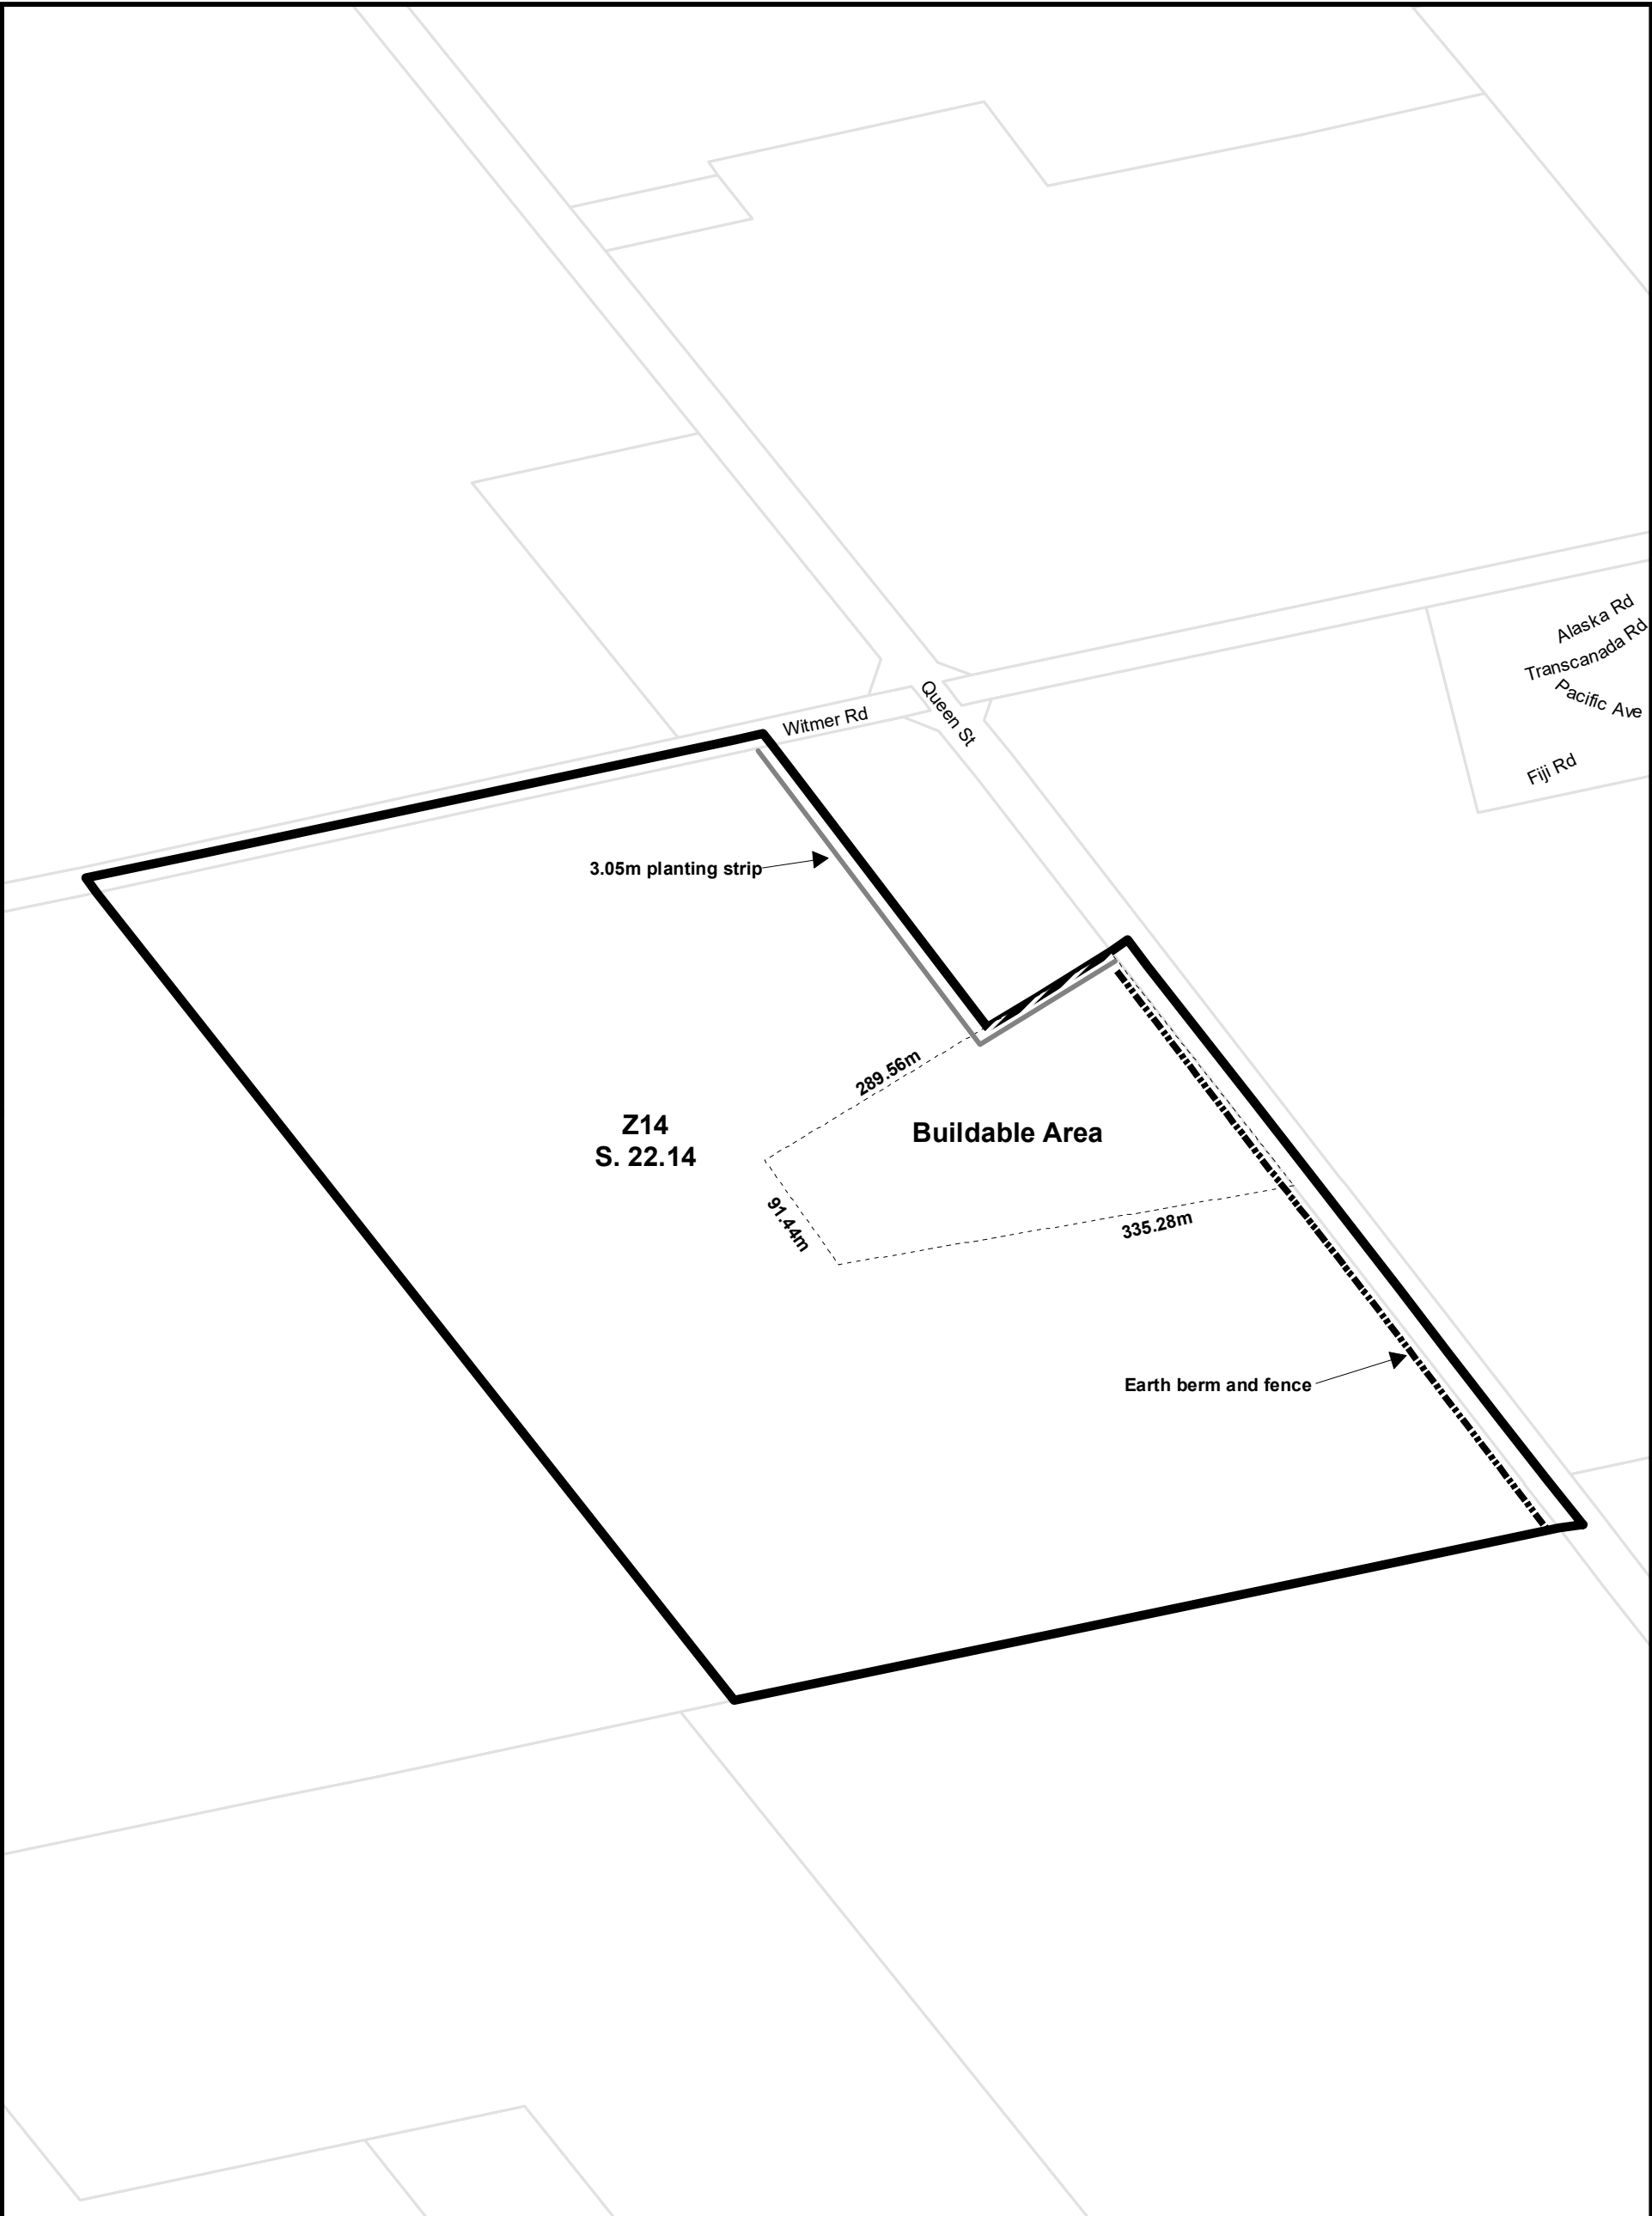 Alaska Rd
Transcanada Rd
Pacific Ave
Queen St
Witmer Rd
Fiji Rd
3.05m planting strip
289.56m
Z14
S. 22.14
Buildable Area
91.44m
335.28m
Earth berm and fence